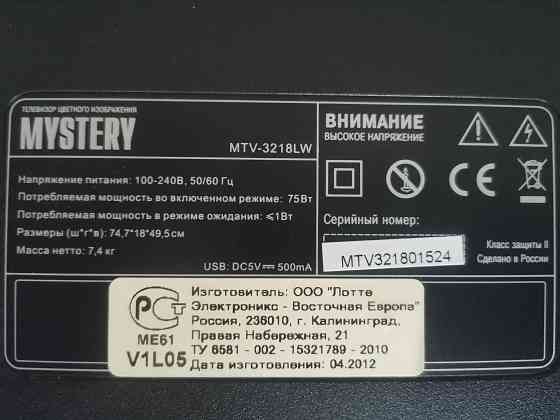 ТЕЛЕВИЗОР ЦВЕТНОГО ИЗОБРАЖЕНИЯ
MYSTERY
MTV-3218LW
Напряжение питания: 100-240В, 50/60 Гц
Потребляемая мощность во включенном режиме: 75Вт
Потребляемая мощность в режиме ожидания: ⩽1Вт
Размеры (ш*г*в): 74,7*18*49,5см
Масса нетто: 7,4кг
USB: DC5V⎓500mA
ВНИМАНИЕ
ВЫСОКОЕ НАПРЯЖЕНИЕ
CE
Серийный номер:
MTV321801524
Класс защиты II
Сделано в России
РСТ
ME61
V1L05
Изготовитель: ООО "Лотте
Электроникс - Восточная Европа"
Россия, 236010, г. Калининград,
Правая Набережная, 21
ТУ 6581 - 002 - 15321789 - 2010
Дата изготовления 04.2012